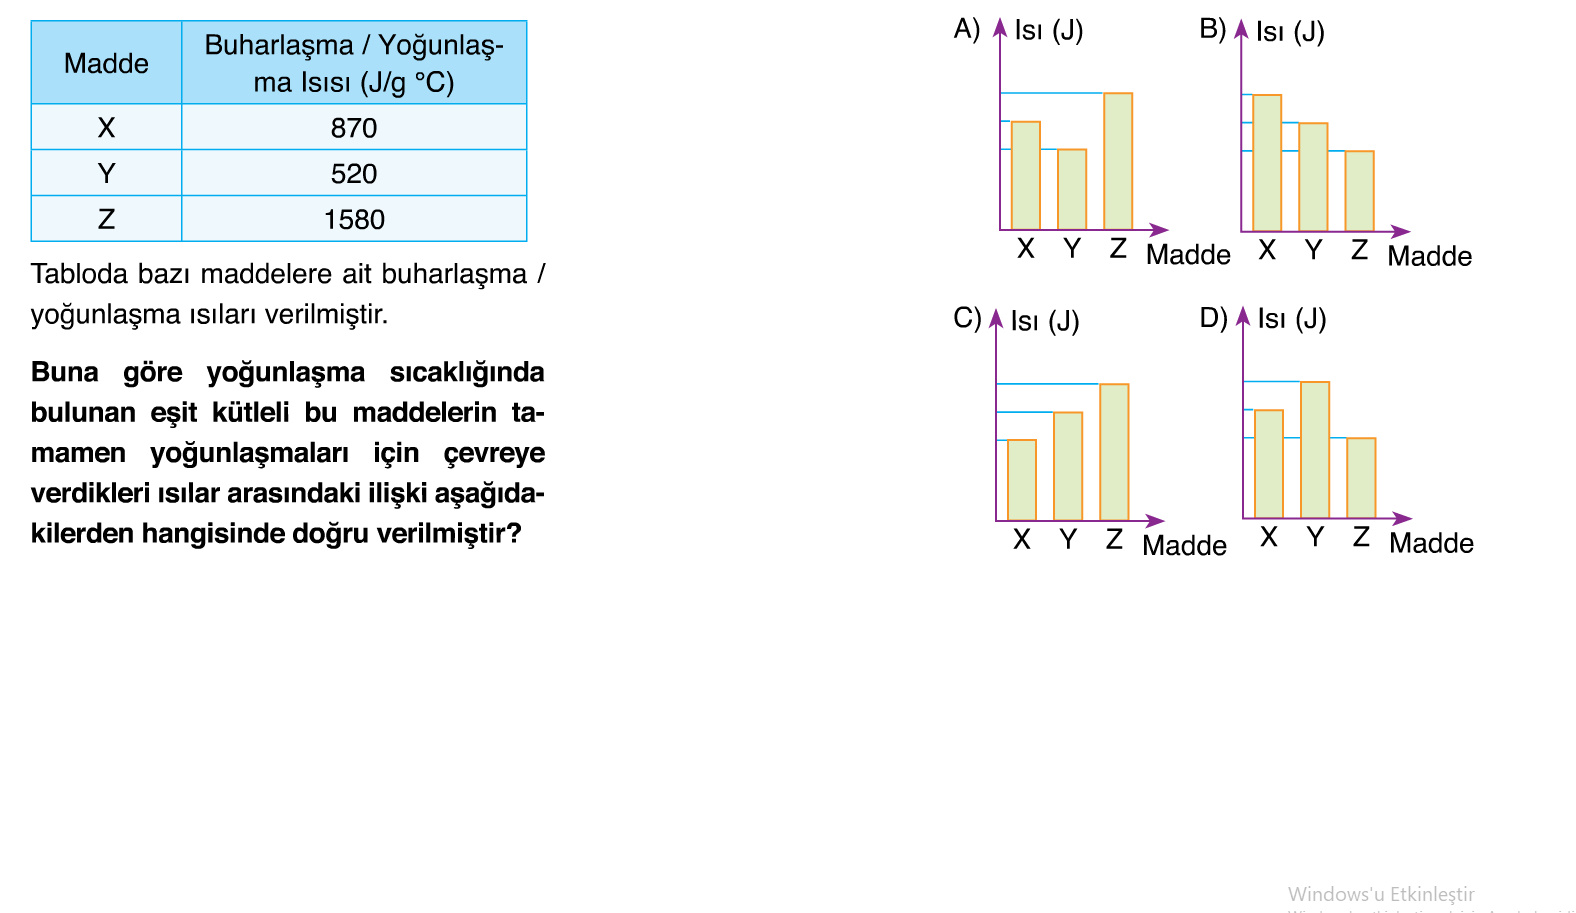 Madde
Buharlaşma / Yoğunlaş-
ma Isısı (J/g °C)
X
870
Y
520
Z
1580
Tabloda bazı maddelere ait buharlaşma /
yoğunlaşma ısıları verilmiştir.
Buna göre yoğunlaşma sıcaklığında
bulunan eşit kütleli bu maddelerin ta-
mamen yoğunlaşmaları için çevreye
verdikleri ısılar arasındaki ilişki aşağıda-
kilerden hangisinde doğru verilmiştir?
A) Isı (J)
X Y Z Madde
B) Isı (J)
X Y Z Madde
C) Isı (J)
X Y Z Madde
D) Isı (J)
X Y Z Madde
Windows'u Etkinleştir